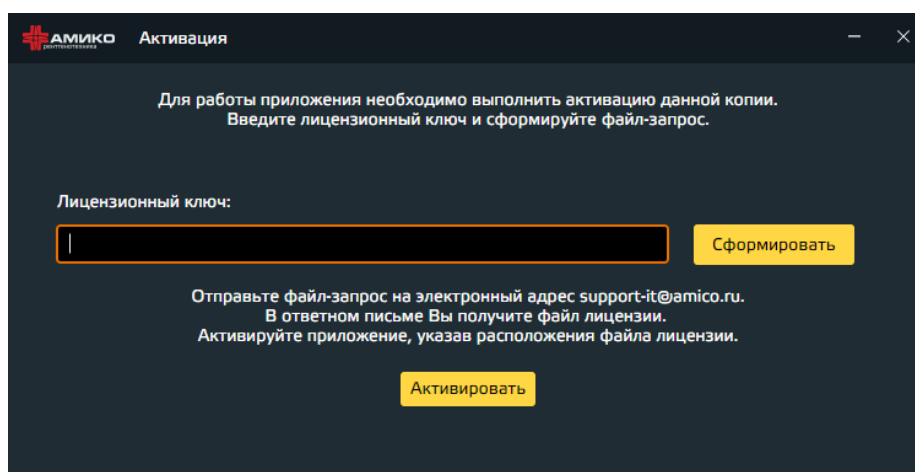 АМИКО
РЕНТГЕНОТЕХНИКА
Активация
Для работы приложения необходимо выполнить активацию данной копии.
Введите лицензионный ключ и сформируйте файл-запрос.
Лицензионный ключ:
Сформировать
Отправьте файл-запрос на электронный адрес support-it@amico.ru.
В ответном письме Вы получите файл лицензии.
Активируйте приложение, указав расположения файла лицензии.
Активировать